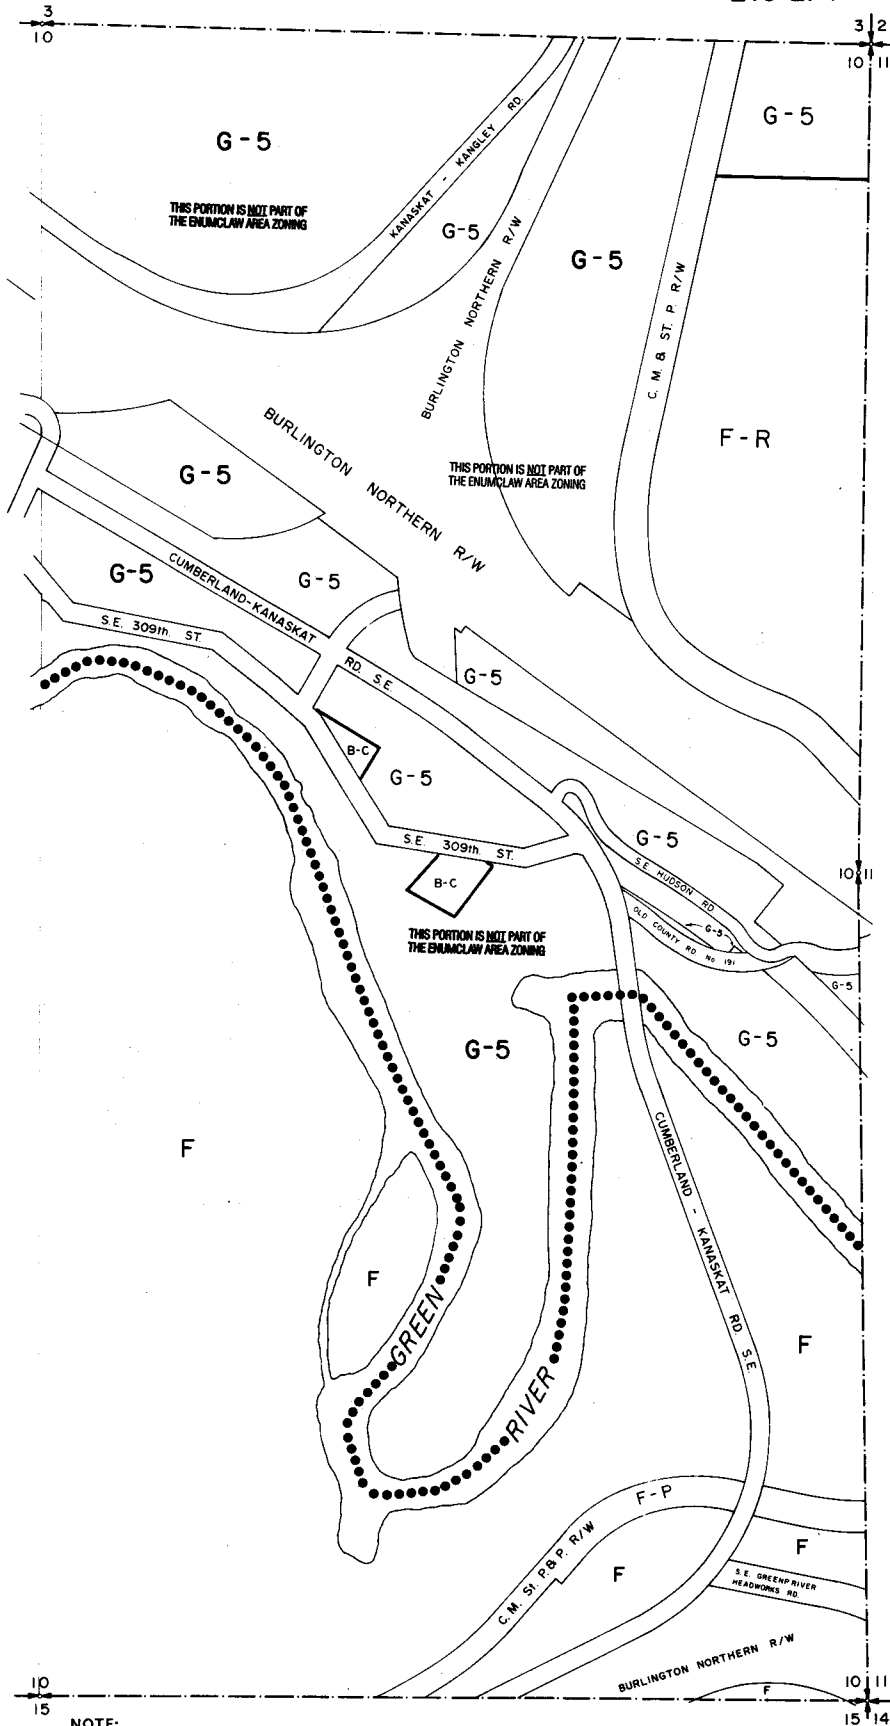 3
10
3 2
10 11
G-5
G-5
KANASKAT - KANGLEY RD.
THIS PORTION IS NOT PART OF
THE ENUMCLAW AREA ZONING
G-5
BURLINGTON NORTHERN R/W
G-5
C. M. & ST. P. R/W
F-R
BURLINGTON NORTHERN R/W
THIS PORTION IS NOT PART OF
THE ENUMCLAW AREA ZONING
G-5
G-5
CUMBERLAND-KANASKAT RD. S.E.
G-5
S.E. 309th. ST.
G-5
B-C
G-5
S.E. 309th. ST.
B-C
G-5
S.E. HUDSON RD
10 11
OLD COUNTY RD. No 191
G-5
THIS PORTION IS NOT PART OF
THE ENUMCLAW AREA ZONING
G-5
G-5
G-5
F
CUMBERLAND - KANASKAT RD. S.E.
F
GREEN
RIVER
F
F-P
C. M. St. P. & P. R/W
F
F
S.E. GREEN RIVER
HEADWORKS RD.
BURLINGTON NORTHERN R/W
F
10
15
10 11
15 14
NOTE: